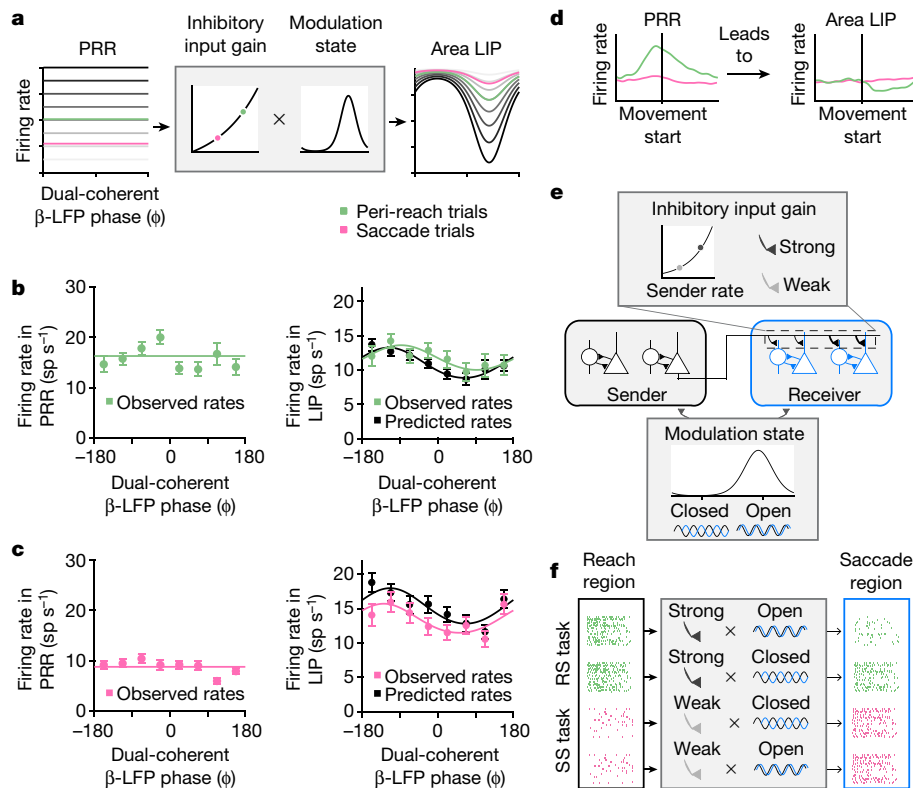 a
PRR
Inhibitory
input gain
Modulation
state
Area LIP
Firing rate
×
Dual-coherent
β-LFP phase (ϕ)
Peri-reach trials
Saccade trials
b
Firing rate in
PRR (sp s⁻¹)
30
20
10
0
Observed rates
−180
0
180
Dual-coherent
β-LFP phase (ϕ)
Firing rate in
LIP (sp s⁻¹)
20
15
10
5
0
Observed rates
Predicted rates
−180
0
180
Dual-coherent
β-LFP phase (ϕ)
c
Firing rate in
PRR (sp s⁻¹)
30
20
10
0
Observed rates
−180
0
180
Dual-coherent
β-LFP phase (ϕ)
Firing rate in
LIP (sp s⁻¹)
20
15
10
5
0
Observed rates
Predicted rates
−180
0
180
Dual-coherent
β-LFP phase (ϕ)
d
PRR
Firing rate
Movement
start
Leads
to
Area LIP
Firing rate
Movement
start
e
Inhibitory input gain
Sender rate
Strong
Weak
Sender
Receiver
Modulation state
Closed
Open
f
Reach
region
Saccade
region
RS task
SS task
Strong
×
Open
Strong
×
Closed
Weak
×
Closed
Weak
×
Open